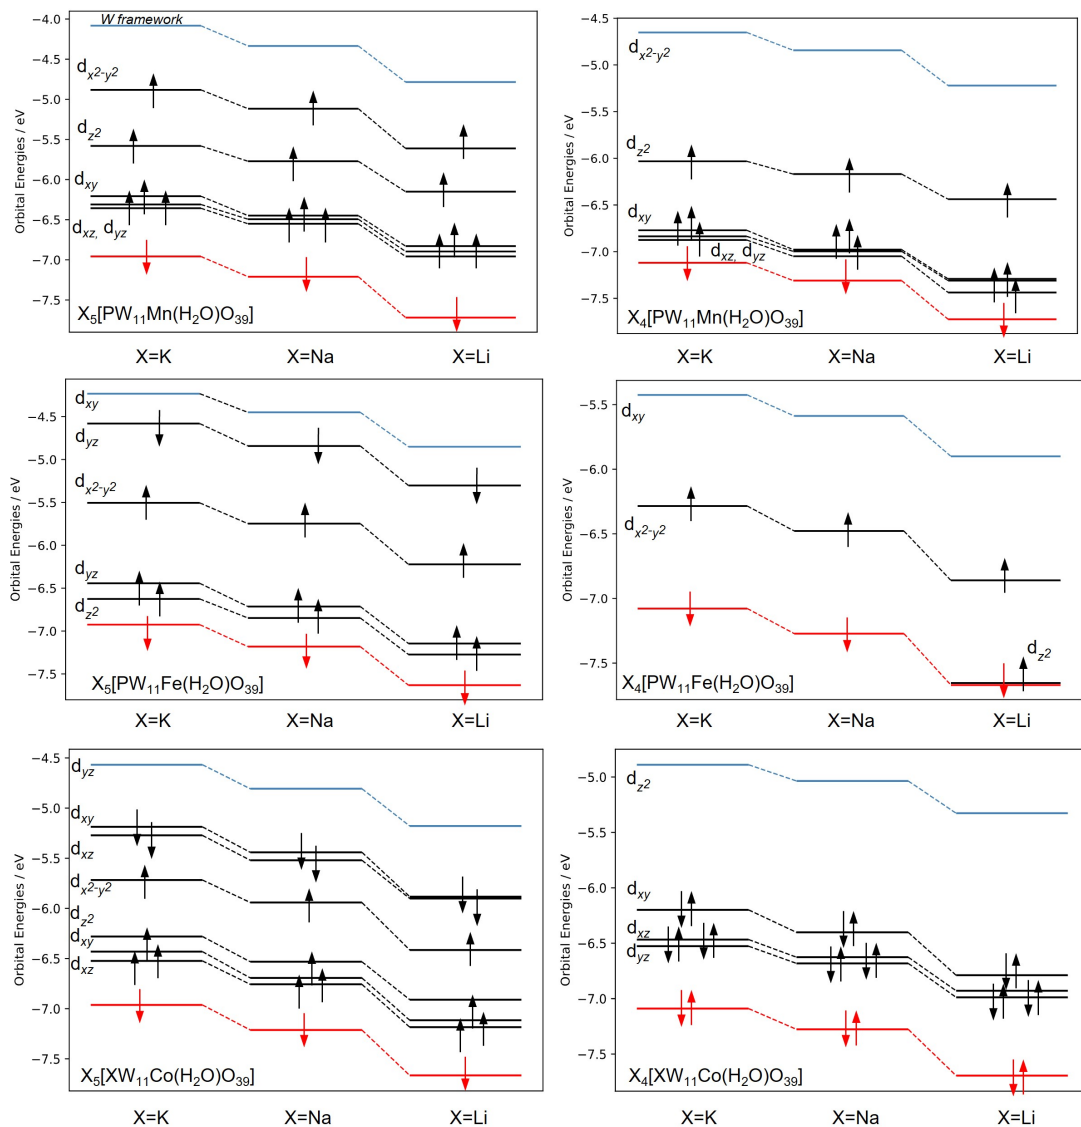 W framework
−4.0
−4.5
−5.0
−5.5
−6.0
−6.5
−7.0
−7.5
Orbital Energies / eV
dx2-y2
dz2
dxy
dxz, dyz
X5[PW11Mn(H2O)O39]
X=K
X=Na
X=Li
−4.5
−5.0
−5.5
−6.0
−6.5
−7.0
−7.5
Orbital Energies / eV
dx2-y2
dz2
dxy
dxz, dyz
X4[PW11Mn(H2O)O39]
X=K
X=Na
X=Li
−4.5
−5.0
−5.5
−6.0
−6.5
−7.0
−7.5
Orbital Energies / eV
dxy
dyz
dx2-y2
dyz
dz2
X5[PW11Fe(H2O)O39]
X=K
X=Na
X=Li
−5.5
−6.0
−6.5
−7.0
−7.5
Orbital Energies / eV
dxy
dx2-y2
dz2
X4[PW11Fe(H2O)O39]
X=K
X=Na
X=Li
−4.5
−5.0
−5.5
−6.0
−6.5
−7.0
−7.5
Orbital Energies / eV
dyz
dxy
dxz
dx2-y2
dz2
dxy
dxz
X5[XW11Co(H2O)O39]
X=K
X=Na
X=Li
−5.0
−5.5
−6.0
−6.5
−7.0
−7.5
Orbital Energies / eV
dz2
dxy
dxz
dyz
X4[XW11Co(H2O)O39]
X=K
X=Na
X=Li